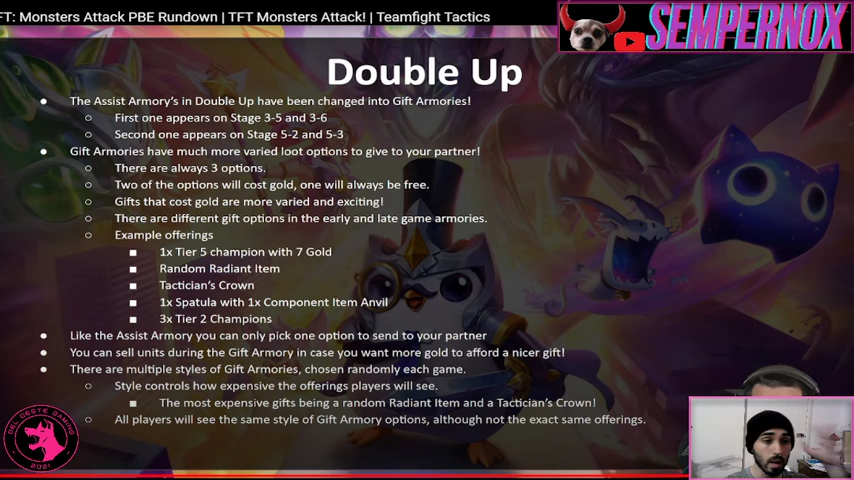 FT: Monsters Attack PBE Rundown | TFT Monsters Attack! | Teamfight Tactics
SEMPERNOX
Double Up
● The Assist Armory's in Double Up have been changed into Gift Armories!
○ First one appears on Stage 3-5 and 3-6
○ Second one appears on Stage 5-2 and 5-3
● Gift Armories have much more varied loot options to give to your partner!
○ There are always 3 options.
○ Two of the options will cost gold, one will always be free.
○ Gifts that cost gold are more varied and exciting!
○ There are different gift options in the early and late game armories.
○ Example offerings
■ 1x Tier 5 champion with 7 Gold
■ Random Radiant Item
■ Tactician's Crown
■ 1x Spatula with 1x Component Item Anvil
■ 3x Tier 2 Champions
● Like the Assist Armory you can only pick one option to send to your partner
● You can sell units during the Gift Armory in case you want more gold to afford a nicer gift!
● There are multiple styles of Gift Armories, chosen randomly each game.
○ Style controls how expensive the offerings players will see.
■ The most expensive gifts being a random Radiant Item and a Tactician's Crown!
○ All players will see the same style of Gift Armory options, although not the exact same offerings.
DEL OESTE GAMING
2021